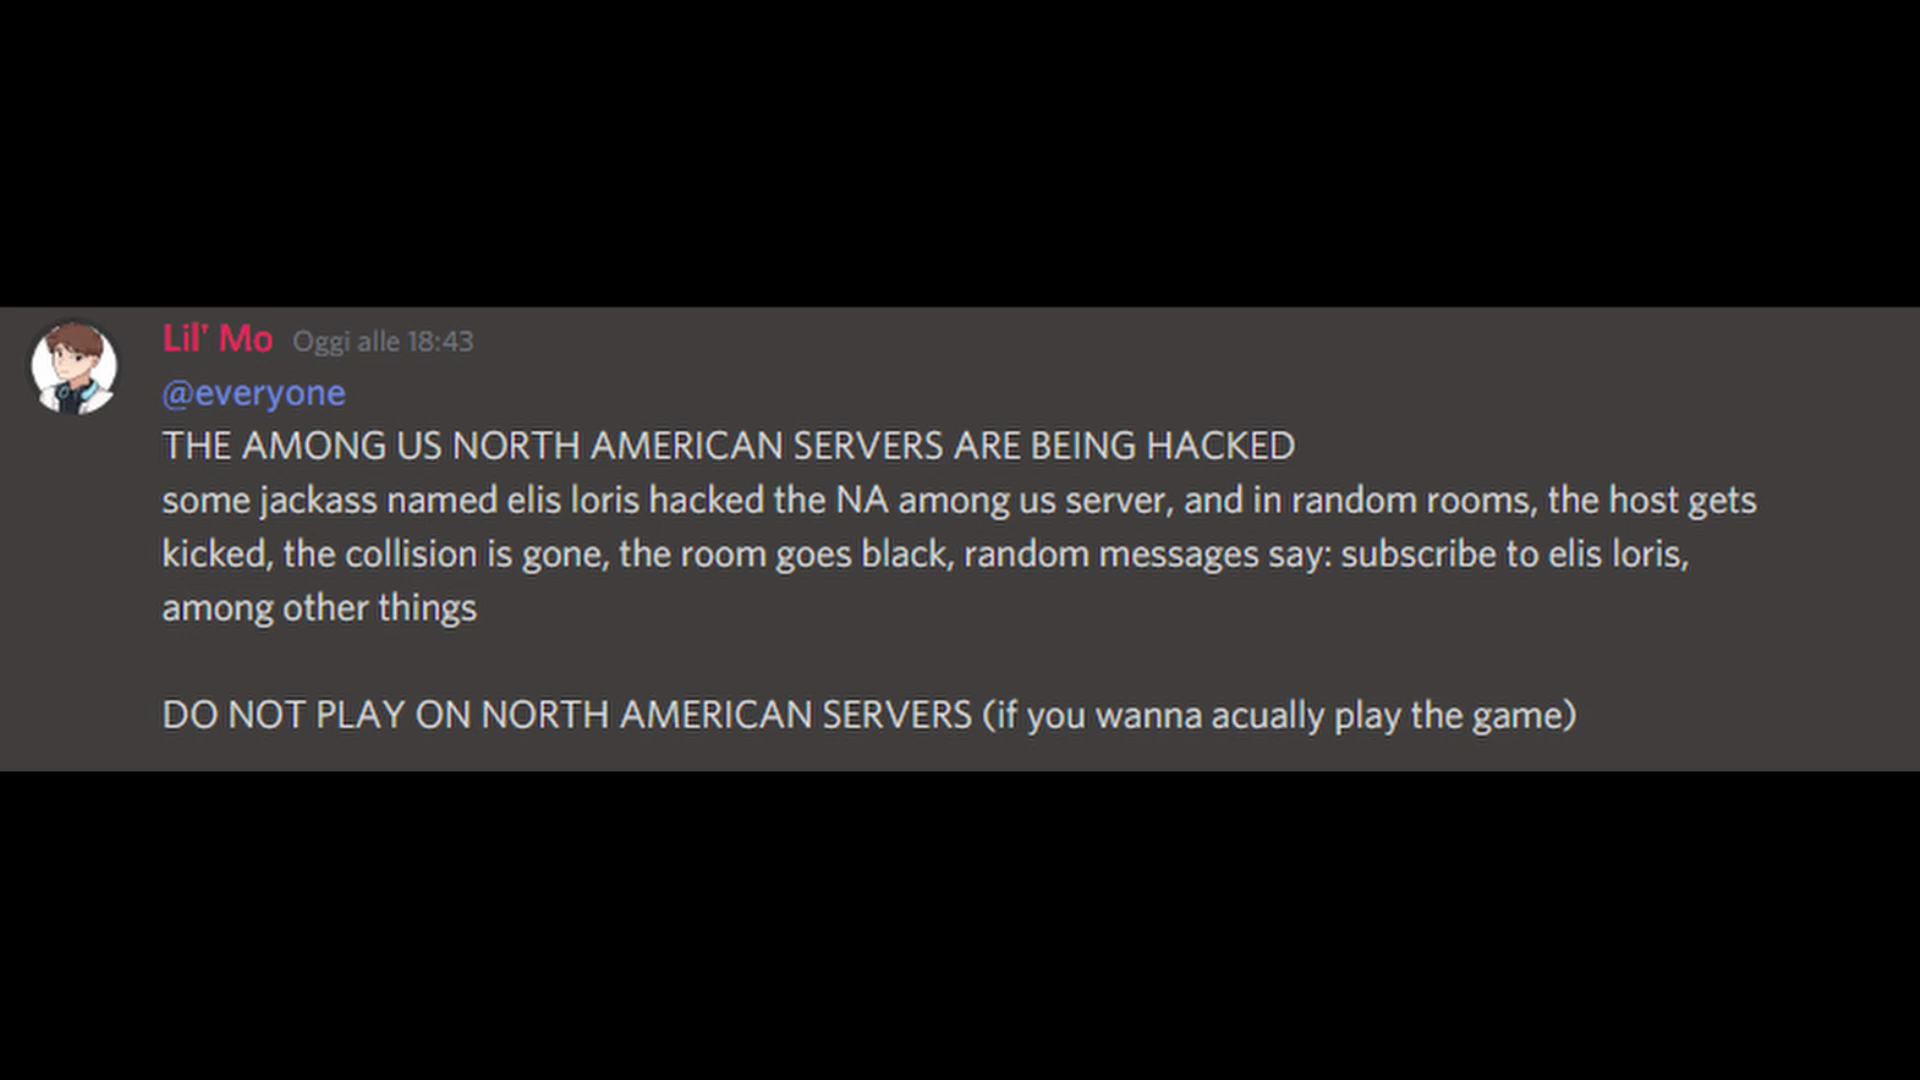 Lil' Mo Oggi alle 18:43
@everyone
THE AMONG US NORTH AMERICAN SERVERS ARE BEING HACKED
some jackass named elis loris hacked the NA among us server, and in random rooms, the host gets
kicked, the collision is gone, the room goes black, random messages say: subscribe to elis loris,
among other things
DO NOT PLAY ON NORTH AMERICAN SERVERS (if you wanna acually play the game)